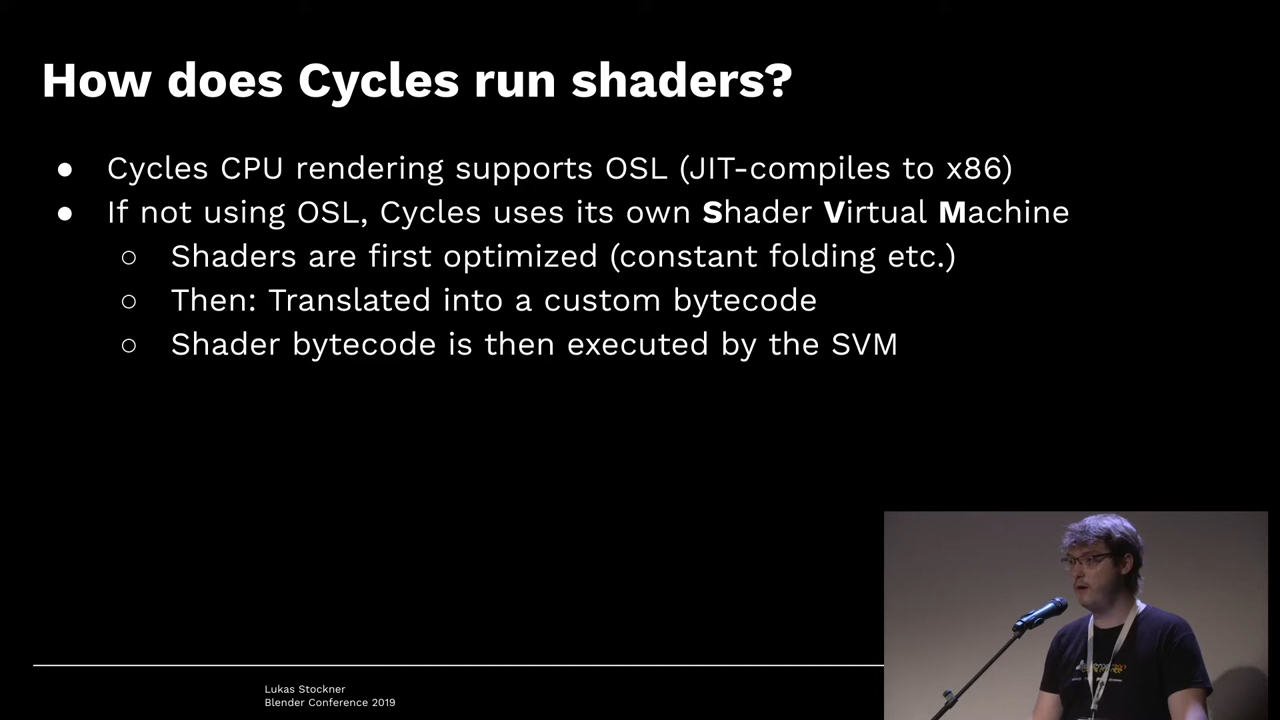 How does Cycles run shaders?
● Cycles CPU rendering supports OSL (JIT-compiles to x86)
● If not using OSL, Cycles uses its own Shader Virtual Machine
○ Shaders are first optimized (constant folding etc.)
○ Then: Translated into a custom bytecode
○ Shader bytecode is then executed by the SVM
Lukas Stockner
Blender Conference 2019